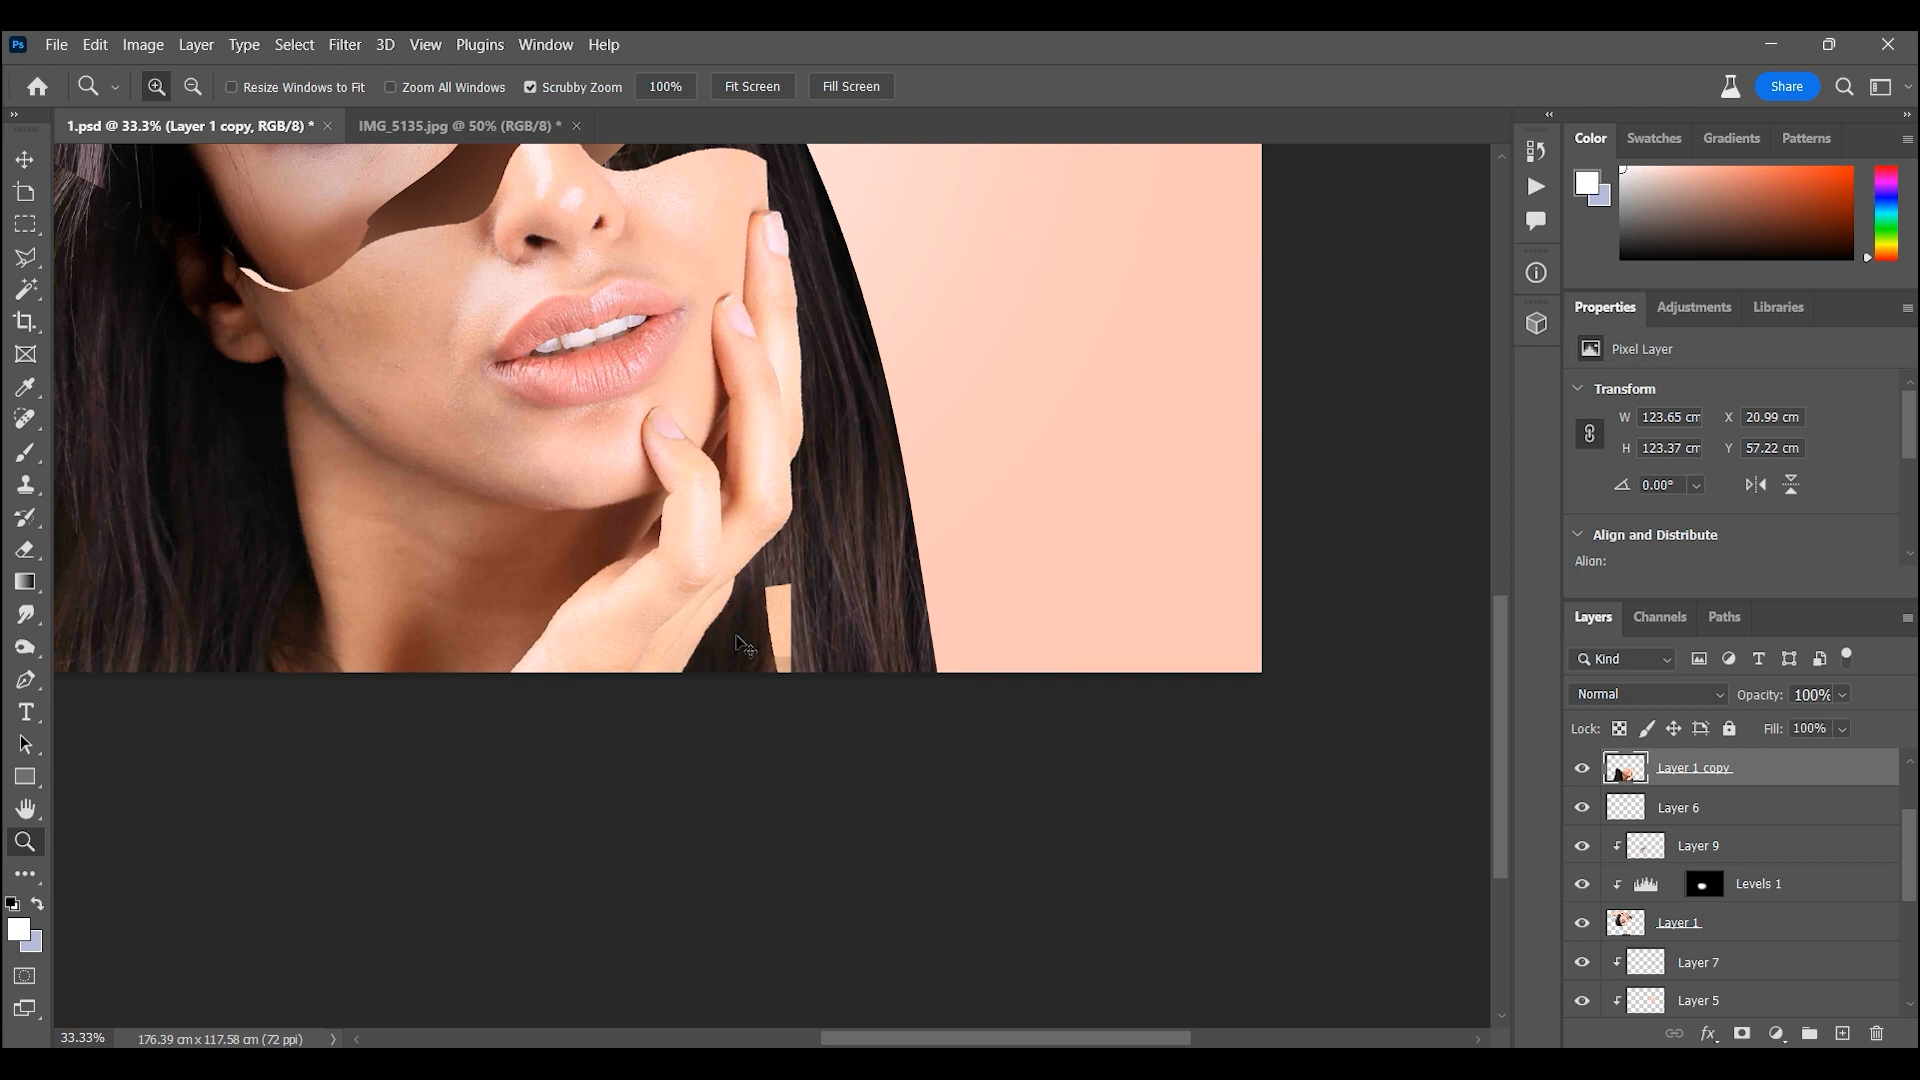 Ps File Edit Image Layer Type Select Filter 3D View Plugins Window Help
Resize Windows to Fit Zoom All Windows Scrubby Zoom 100% Fit Screen Fill Screen Share
1.psd @ 33.3% (Layer 1 copy, RGB/8) * × IMG_5135.jpg @ 50% (RGB/8) * ×
Color Swatches Gradients Patterns
Properties Adjustments Libraries
Pixel Layer
Transform
W 123.65 cm X 20.99 cm
H 123.37 cm Y 57.22 cm
0.00°
Align and Distribute
Align:
Layers Channels Paths
Kind
Normal Opacity: 100%
Lock: Fill: 100%
Layer 1 copy
Layer 6
Layer 9
Levels 1
Layer 1
Layer 7
Layer 5
33.33% 176.39 cm x 117.58 cm (72 ppi)